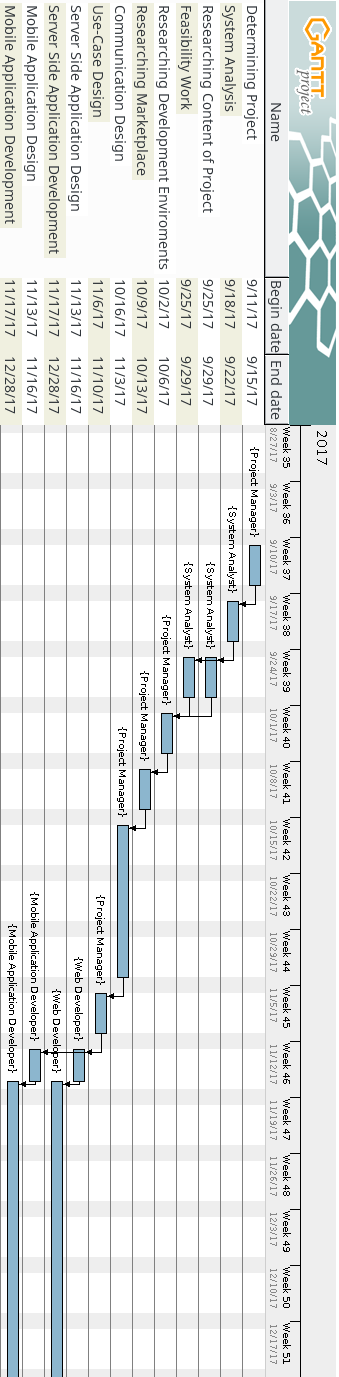 GANTT
project
2017
Name Begin date End date
Week 35 Week 36 Week 37 Week 38 Week 39 Week 40 Week 41 Week 42 Week 43 Week 44 Week 45 Week 46 Week 47 Week 48 Week 49 Week 50 Week 51
8/27/17 9/3/17 9/10/17 9/17/17 9/24/17 10/1/17 10/8/17 10/15/17 10/22/17 10/29/17 11/5/17 11/12/17 11/19/17 11/26/17 12/3/17 12/10/17 12/17/17
Determining Project 9/11/17 9/15/17 {Project Manager}
System Analysis 9/18/17 9/22/17 {System Analyst}
Researching Content of Project 9/25/17 9/29/17 {System Analyst}
Feasibility Work 9/25/17 9/29/17 {System Analyst}
Researching Development Enviroments 10/2/17 10/6/17 {Project Manager}
Researching Marketplace 10/9/17 10/13/17 {Project Manager}
Communication Design 10/16/17 11/3/17 {Project Manager}
Use-Case Design 11/6/17 11/10/17 {Project Manager}
Server Side Application Design 11/13/17 11/16/17 {Web Developer}
Server Side Application Development 11/17/17 12/28/17 {Web Developer}
Mobile Application Design 11/13/17 11/16/17 {Mobile Application Developer}
Mobile Application Development 11/17/17 12/28/17 {Mobile Application Developer}